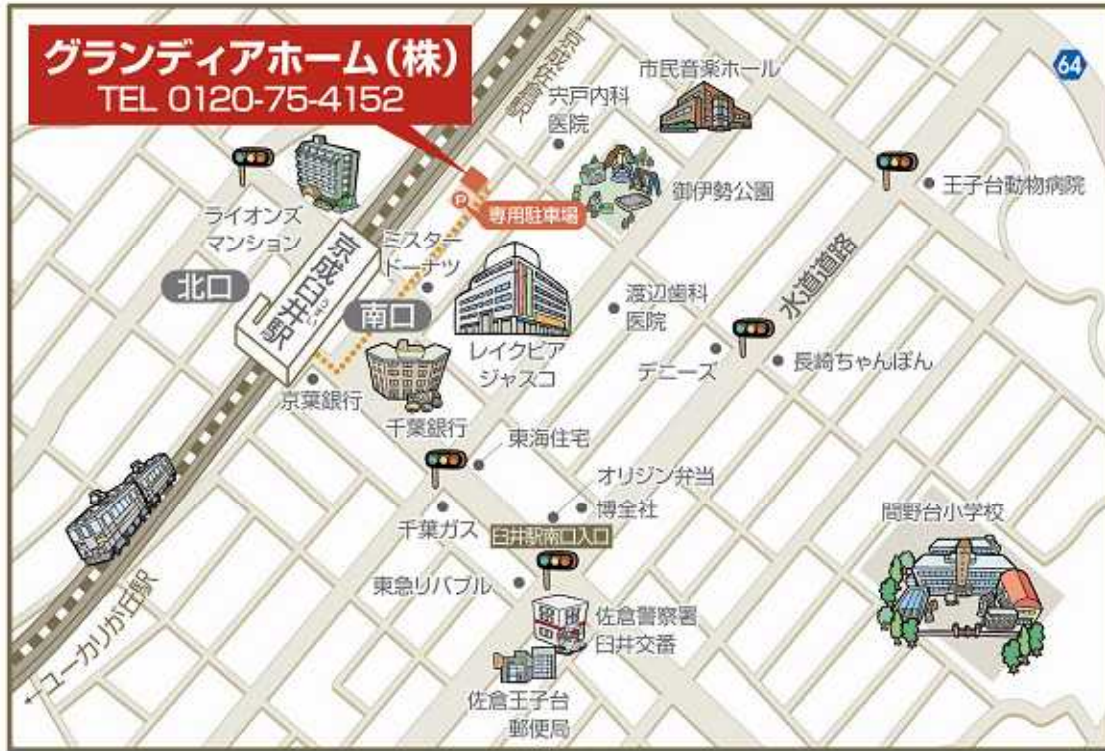 グランディアホーム(株)
TEL 0120-75-4152
↑京成佐倉駅
市民音楽ホール
64
宍戸内科
医院
御伊勢公園
王子台動物病院
P
専用駐車場
ライオンズ
マンション
ミスター
ドーナツ
北口
京成臼井駅
うすい
南口
レイクピア
ジャスコ
渡辺歯科
医院
水道道路
デニーズ
長崎ちゃんぽん
京葉銀行
千葉銀行
東海住宅
オリジン弁当
博全社
千葉ガス
臼井駅南口入口
間野台小学校
東急リバブル
佐倉警察署
臼井交番
←ユーカリが丘駅
佐倉王子台
郵便局